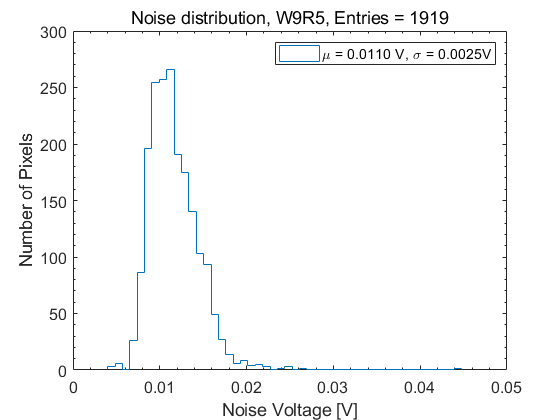 Noise distribution, W9R5, Entries = 1919
μ = 0.0110 V, σ = 0.0025V
Number of Pixels
300
250
200
150
100
50
0
0 0.01 0.02 0.03 0.04 0.05
Noise Voltage [V]